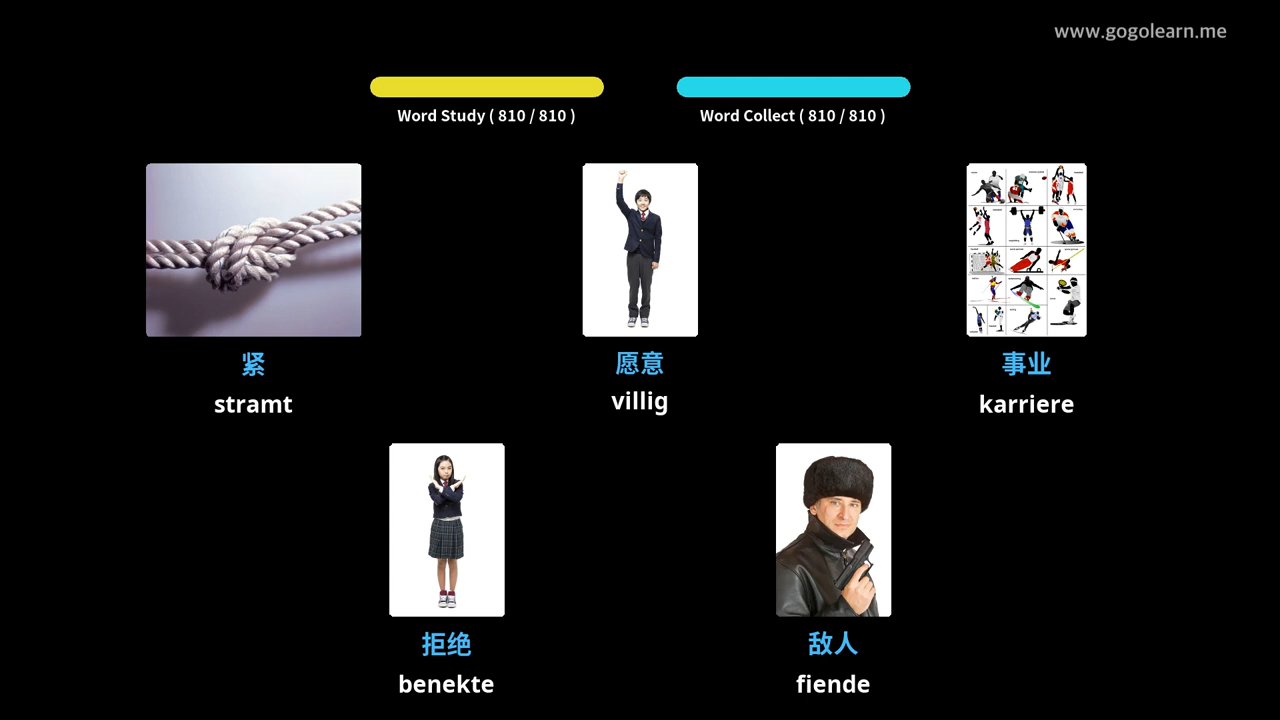 www.gogolearn.me
Word Study ( 810 / 810 )
Word Collect ( 810 / 810 )
紧
愿意
事业
stramt
villig
karriere
拒绝
敌人
benekte
fiende